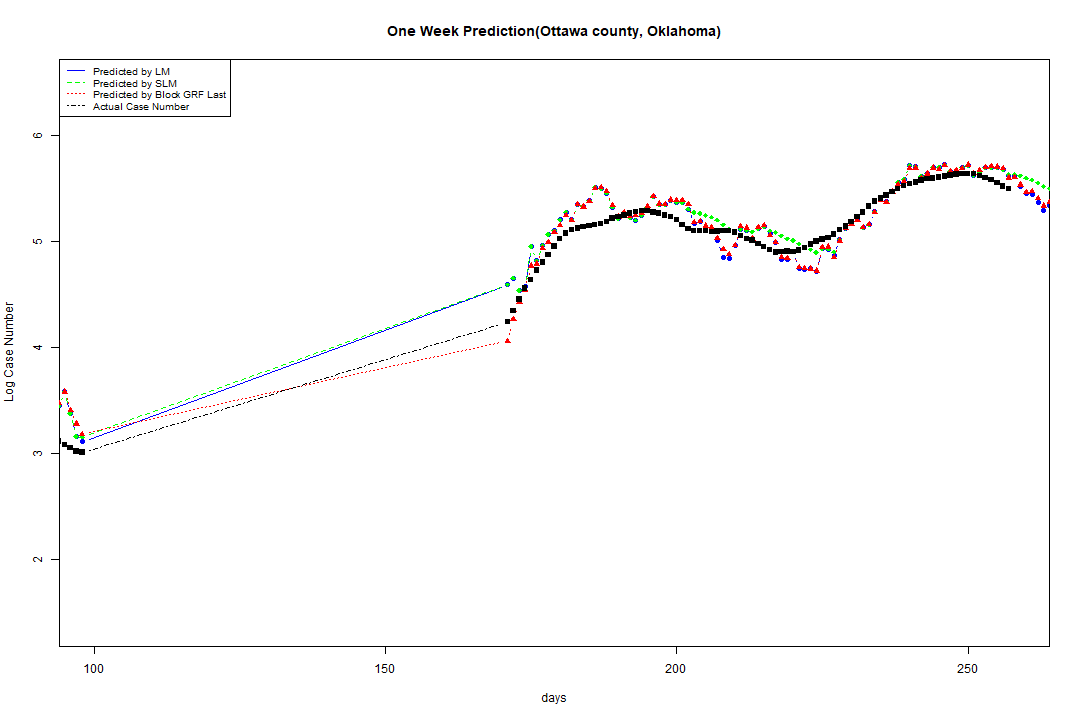 One Week Prediction(Ottawa county, Oklahoma)
Predicted by LM
Predicted by SLM
Predicted by Block GRF Last
Actual Case Number
6
5
4
3
2
Log Case Number
100 150 200 250
days